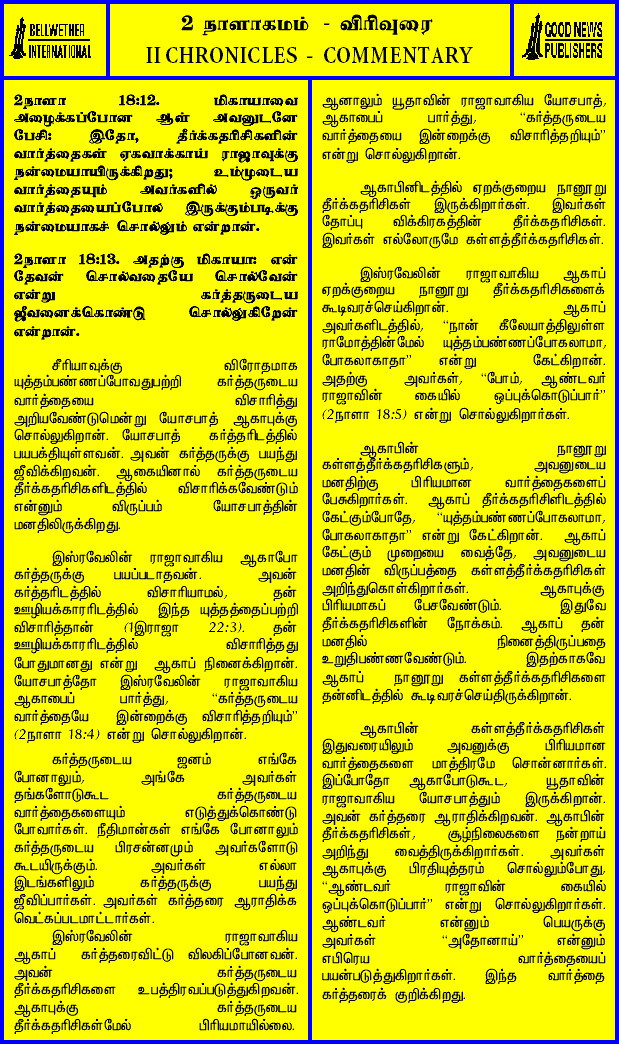 BELLWETHER
INTERNATIONAL
2 நாளாகமம் - விரிவுரை
II CHRONICLES - COMMENTARY
GOOD NEWS
PUBLISHERS
2நாளா 18:12. மிகாயாவை
அழைக்கப்போன ஆள் அவனுடனே
பேசி: இதோ, தீர்க்கதரிசிகளின்
வார்த்தைகள் ஏகவாக்காய் ராஜாவுக்கு
நன்மையாயிருக்கிறது; உம்முடைய
வார்த்தையும் அவர்களில் ஒருவர்
வார்த்தையைப்போல இருக்கும்படிக்கு
நன்மையாகச் சொல்லும் என்றான்.
2நாளா 18:13. அதற்கு மிகாயா: என்
தேவன் சொல்வதையே சொல்வேன்
என்று கர்த்தருடைய
ஜீவனைக்கொண்டு சொல்லுகிறேன்
என்றான்.
சீரியாவுக்கு விரோதமாக
யுத்தம்பண்ணப்போவதுபற்றி கர்த்தருடைய
வார்த்தையை விசாரித்து
அறியவேண்டுமென்று யோசபாத் ஆகாபுக்கு
சொல்லுகிறான். யோசபாத் கர்த்தரிடத்தில்
பயபக்தியுள்ளவன். அவன் கர்த்தருக்கு பயந்து
ஜீவிக்கிறவன். ஆகையினால் கர்த்தருடைய
தீர்க்கதரிசிகளிடத்தில் விசாரிக்கவேண்டும்
என்னும் விருப்பம் யோசபாத்தின்
மனதிலிருக்கிறது.
இஸ்ரவேலின் ராஜாவாகிய ஆகாபோ
கர்த்தருக்கு பயப்படாதவன். அவன்
கர்த்தரிடத்தில் விசாரியாமல், தன்
ஊழியக்காரரிடத்தில் இந்த யுத்தத்தைப்பற்றி
விசாரித்தான் (1இராஜா 22:3). தன்
ஊழியக்காரரிடத்தில் விசாரித்தது
போதுமானது என்று ஆகாப் நினைக்கிறான்.
யோசபாத்தோ இஸ்ரவேலின் ராஜாவாகிய
ஆகாபைப் பார்த்து, “கர்த்தருடைய
வார்த்தையே இன்றைக்கு விசாரித்தறியும்”
(2நாளா 18:4) என்று சொல்லுகிறான்.
கர்த்தருடைய ஜனம் எங்கே
போனாலும், அங்கே அவர்கள்
தங்களோடுகூட கர்த்தருடைய
வார்த்தைகளையும் எடுத்துக்கொண்டு
போவார்கள். நீதிமான்கள் எங்கே போனாலும்
கர்த்தருடைய பிரசன்னமும் அவர்களோடு
கூடயிருக்கும். அவர்கள் எல்லா
இடங்களிலும் கர்த்தருக்கு பயந்து
ஜீவிப்பார்கள். அவர்கள் கர்த்தரை ஆராதிக்க
வெட்கப்படமாட்டார்கள்.
இஸ்ரவேலின் ராஜாவாகிய
ஆகாப் கர்த்தரைவிட்டு விலகிப்போனவன்.
அவன் கர்த்தருடைய
தீர்க்கதரிசிகளை உபத்திரவப்படுத்துகிறவன்.
ஆகாபுக்கு கர்த்தருடைய
தீர்க்கதரிசிகள்மேல் பிரியமாயில்லை.
ஆனாலும் யூதாவின் ராஜாவாகிய யோசபாத்,
ஆகாபைப் பார்த்து, “கர்த்தருடைய
வார்த்தையை இன்றைக்கு விசாரித்தறியும்”
என்று சொல்லுகிறான்.
ஆகாபினிடத்தில் ஏறக்குறைய நானூறு
தீர்க்கதரிசிகள் இருக்கிறார்கள். இவர்கள்
தோப்பு விக்கிரகத்தின் தீர்க்கதரிசிகள்.
இவர்கள் எல்லோருமே கள்ளத்தீர்க்கதரிசிகள்.
இஸ்ரவேலின் ராஜாவாகிய ஆகாப்
ஏறக்குறைய நானூறு தீர்க்கதரிசிகளைக்
கூடிவரச்செய்கிறான். ஆகாப்
அவர்களிடத்தில், “நான் கீலேயாத்திலுள்ள
ராமோத்தின்மேல் யுத்தம்பண்ணப்போகலாமா,
போகலாகாதா” என்று கேட்கிறான்.
அதற்கு அவர்கள், “போம், ஆண்டவர்
ராஜாவின் கையில் ஒப்புக்கொடுப்பார்”
(2நாளா 18:5) என்று சொல்லுகிறார்கள்.
ஆகாபின் நானூறு
கள்ளத்தீர்க்கதரிசிகளும், அவனுடைய
மனதிற்கு பிரியமான வார்த்தைகளைப்
பேசுகிறார்கள். ஆகாப் தீர்க்கதரிசிளிடத்தில்
கேட்கும்போதே, “யுத்தம்பண்ணப்போகலாமா,
போகலாகாதா” என்று கேட்கிறான். ஆகாப்
கேட்கும் முறையை வைத்தே, அவனுடைய
மனதின் விருப்பத்தை கள்ளத்தீர்க்கதரிசிகள்
அறிந்துகொள்கிறார்கள். ஆகாபுக்கு
பிரியமாகப் பேசவேண்டும். இதுவே
தீர்க்கதரிசிகளின் நோக்கம். ஆகாப் தன்
மனதில் நினைத்திருப்பதை
உறுதிபண்ணவேண்டும். இதற்காகவே
ஆகாப் நானூறு கள்ளத்தீர்க்கதரிசிகளை
தன்னிடத்தில் கூடிவரச்செய்திருக்கிறான்.
ஆகாபின் கள்ளத்தீர்க்கதரிசிகள்
இதுவரையிலும் அவனுக்கு பிரியமான
வார்த்தைகளை மாத்திரமே சொன்னார்கள்.
இப்போதோ ஆகாபோடுகூட, யூதாவின்
ராஜாவாகிய யோசபாத்தும் இருக்கிறான்.
அவன் கர்த்தரை ஆராதிக்கிறவன். ஆகாபின்
தீர்க்கதரிசிகள், சூழ்நிலைகளை நன்றாய்
அறிந்து வைத்திருக்கிறார்கள். அவர்கள்
ஆகாபுக்கு பிரதியுத்தரம் சொல்லும்போது,
“ஆண்டவர் ராஜாவின் கையில்
ஒப்புக்கொடுப்பார்” என்று சொல்லுகிறார்கள்.
ஆண்டவர் என்னும் பெயருக்கு
அவர்கள் “அதோனாய்” என்னும்
எபிரெய வார்த்தையைப்
பயன்படுத்துகிறார்கள். இந்த வார்த்தை
கர்த்தரைக் குறிக்கிறது.